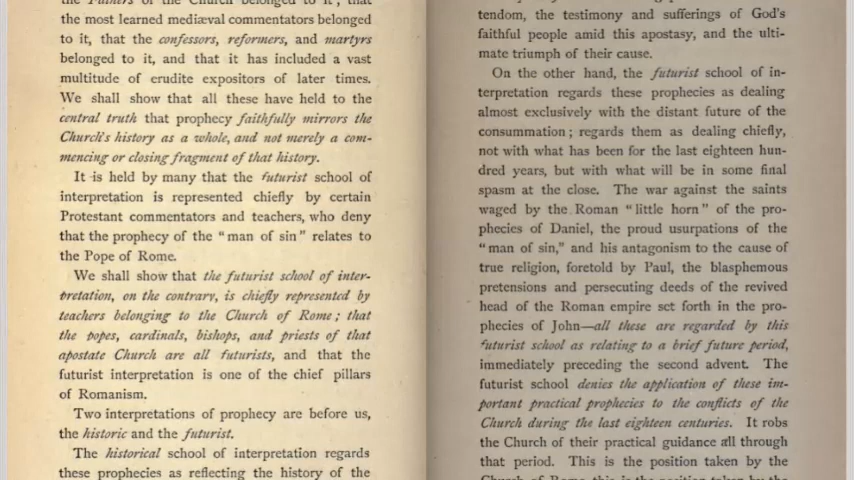 the Fathers of the Church belonged to it, that
the most learned mediæval commentators belonged
to it, that the confessors, reformers, and martyrs
belonged to it, and that it has included a vast
multitude of erudite expositors of later times.
We shall show that all these have held to the
central truth that prophecy faithfully mirrors the
Church's history as a whole, and not merely a com-
mencing or closing fragment of that history.
It is held by many that the futurist school of
interpretation is represented chiefly by certain
Protestant commentators and teachers, who deny
that the prophecy of the "man of sin" relates to
the Pope of Rome.
We shall show that the futurist school of inter-
pretation, on the contrary, is chiefly represented by
teachers belonging to the Church of Rome; that
the popes, cardinals, bishops, and priests of that
apostate Church are all futurists, and that the
futurist interpretation is one of the chief pillars
of Romanism.
Two interpretations of prophecy are before us,
the historic and the futurist.
The historical school of interpretation regards
these prophecies as reflecting the history of the
tendom, the testimony and sufferings of God's
faithful people amid this apostasy, and the ulti-
mate triumph of their cause.
On the other hand, the futurist school of in-
terpretation regards these prophecies as dealing
almost exclusively with the distant future of the
consummation; regards them as dealing chiefly,
not with what has been for the last eighteen hun-
dred years, but with what will be in some final
spasm at the close. The war against the saints
waged by the Roman "little horn" of the pro-
phecies of Daniel, the proud usurpations of the
"man of sin," and his antagonism to the cause of
true religion, foretold by Paul, the blasphemous
pretensions and persecuting deeds of the revived
head of the Roman empire set forth in the pro-
phecies of John—all these are regarded by this
futurist school as relating to a brief future period,
immediately preceding the second advent. The
futurist school denies the application of these im-
portant practical prophecies to the conflicts of the
Church during the last eighteen centuries. It robs
the Church of their practical guidance all through
that period. This is the position taken by the
Church of Rome, this is the position taken by the